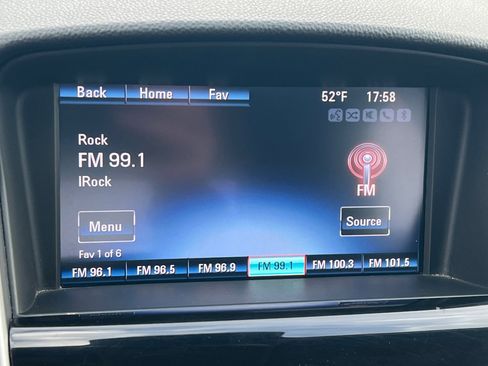 Back Home Fav 52°F 17:58
Rock
FM 99.1
IRock
FM
Menu Source
Fav 1 of 6
FM 96.1 FM 96.5 FM 96.9 FM 99.1 FM 100.3 FM 101.5